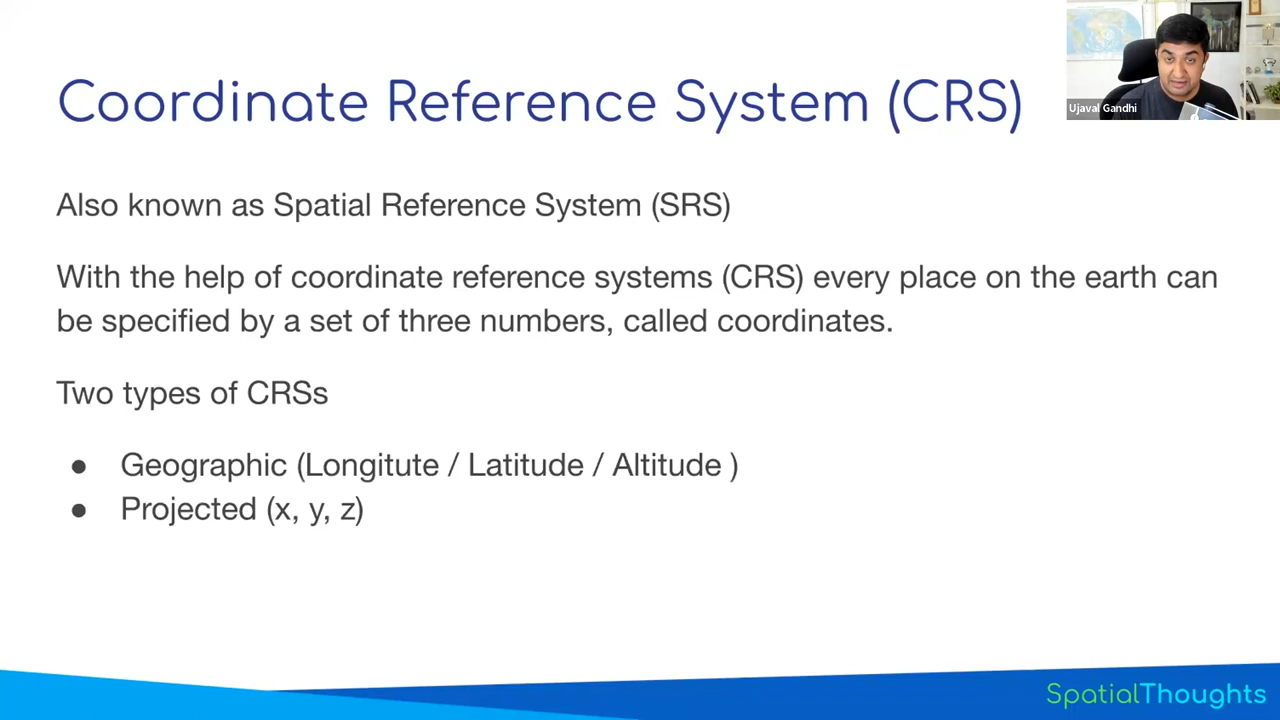 Coordinate Reference System (CRS)
Ujaval Gandhi
Also known as Spatial Reference System (SRS)
With the help of coordinate reference systems (CRS) every place on the earth can
be specified by a set of three numbers, called coordinates.
Two types of CRSs
● Geographic (Longitute / Latitude / Altitude )
● Projected (x, y, z)
SpatialThoughts